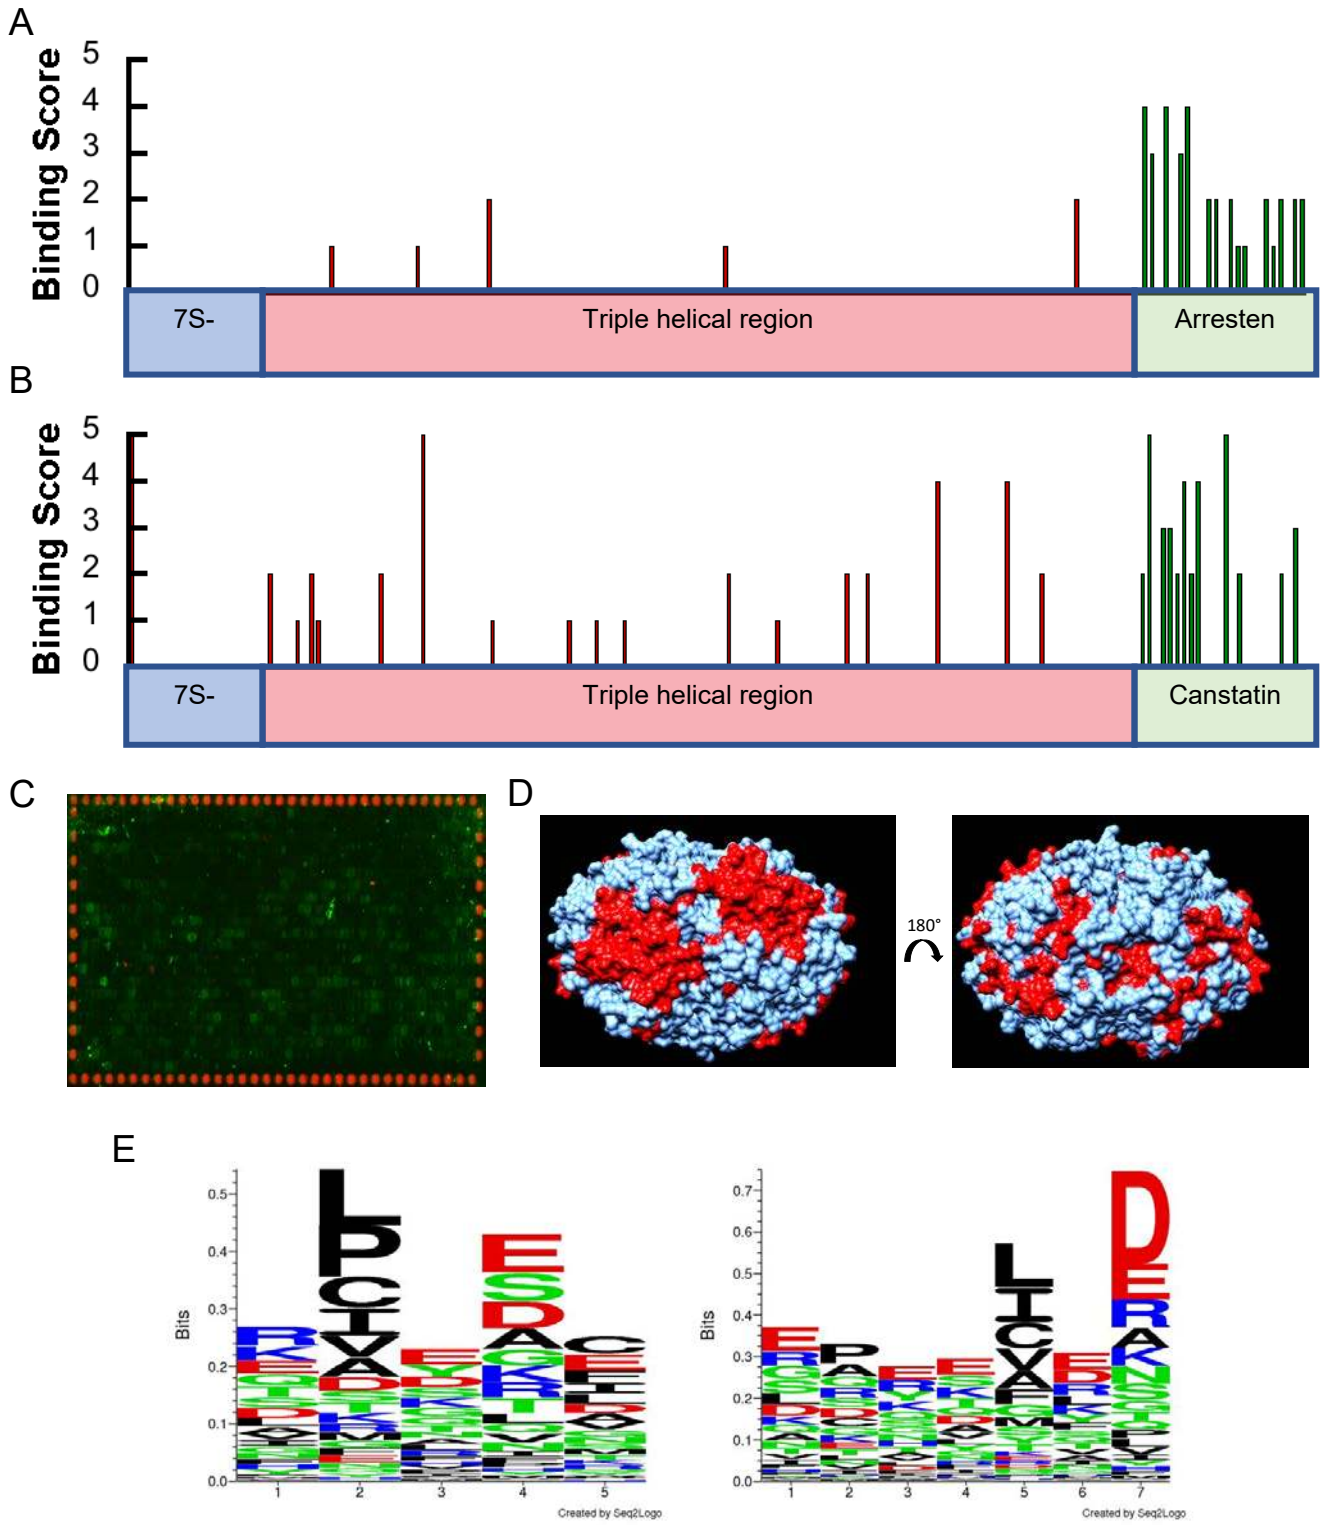 A
Binding Score
5
4
3
2
1
0
7S-
Triple helical region
Arresten
B
Binding Score
5
4
3
2
1
0
7S-
Triple helical region
Canstatin
C
D
180°
E
Bits
0.5
0.4
0.3
0.2
0.1
0.0
1 2 3 4 5
Created by Seq2Logo
Bits
0.7
0.6
0.5
0.4
0.3
0.2
0.1
0.0
1 2 3 4 5 6 7
Created by Seq2Logo